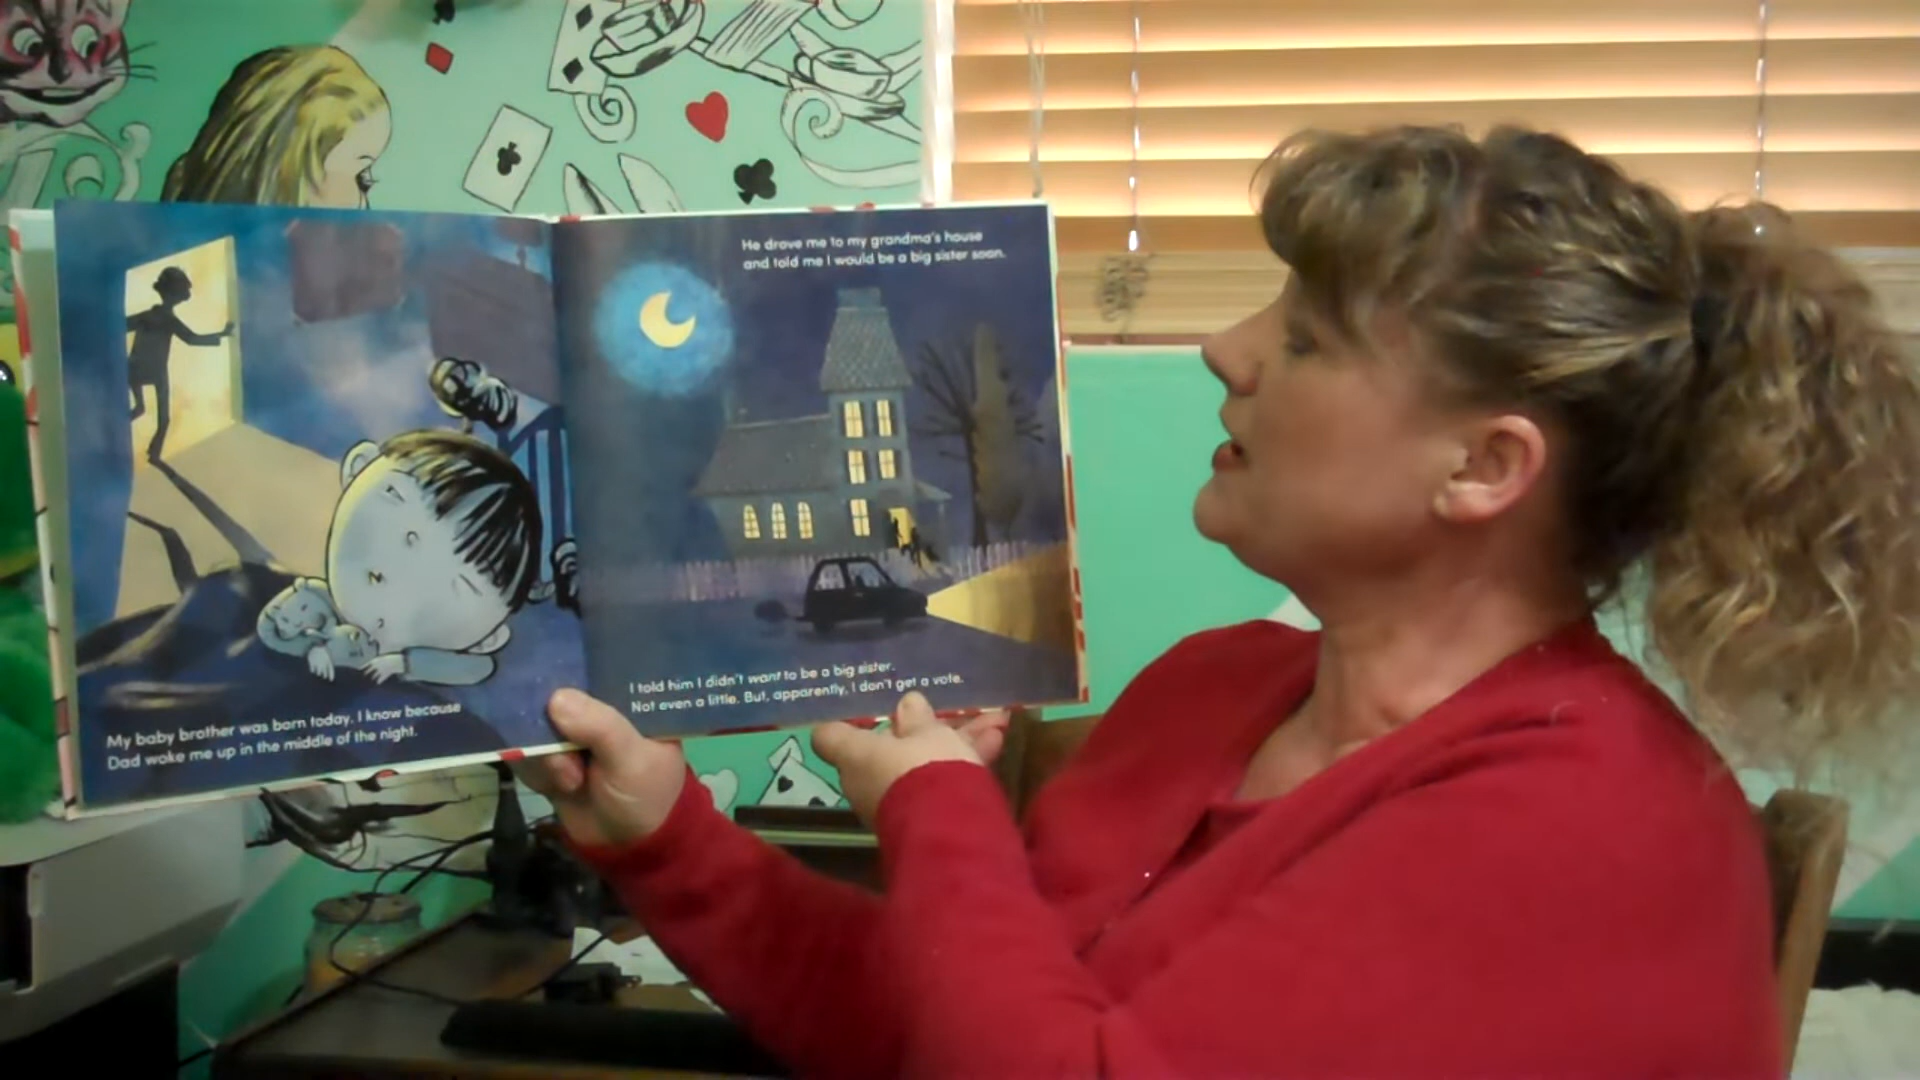 My baby brother was born today. I know because
Dad woke me up in the middle of the night.
He drove me to my grandma's house
and told me I would be a big sister soon.
I told him I didn't want to be a big sister.
Not even a little. But, apparently, I don't get a vote.